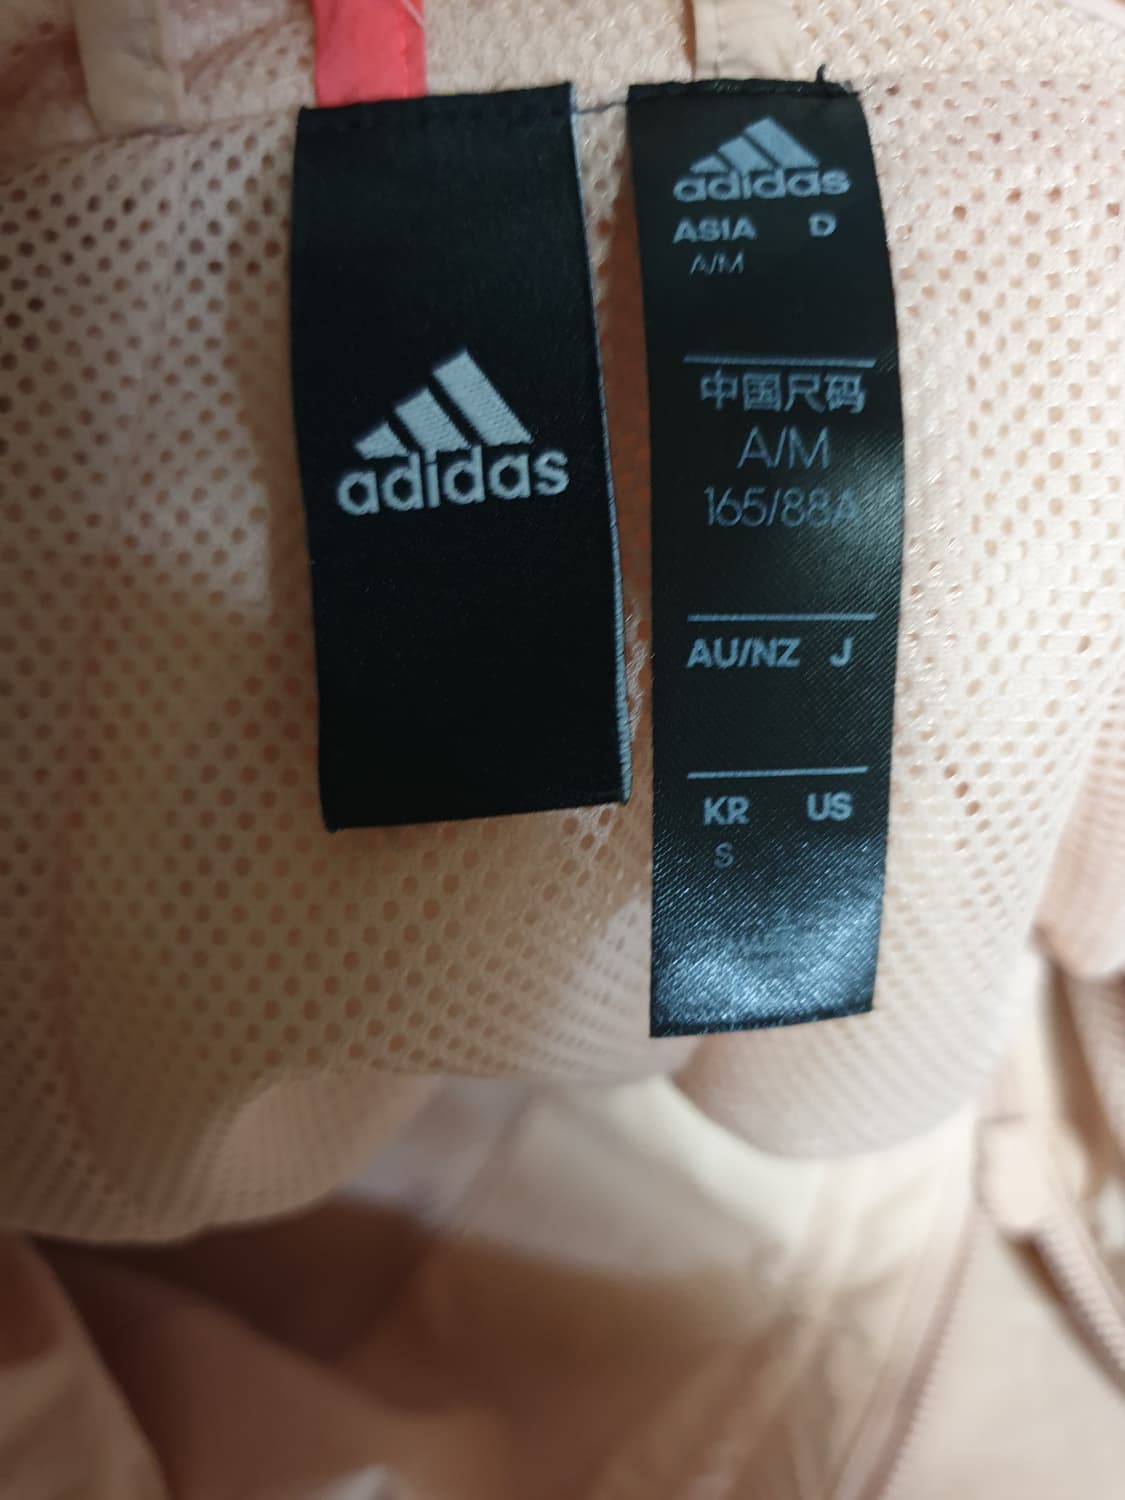 adidas
adidas
ASIA D
A/M
中国尺码
A/M
165/88A
AU/NZ J
KR US
S